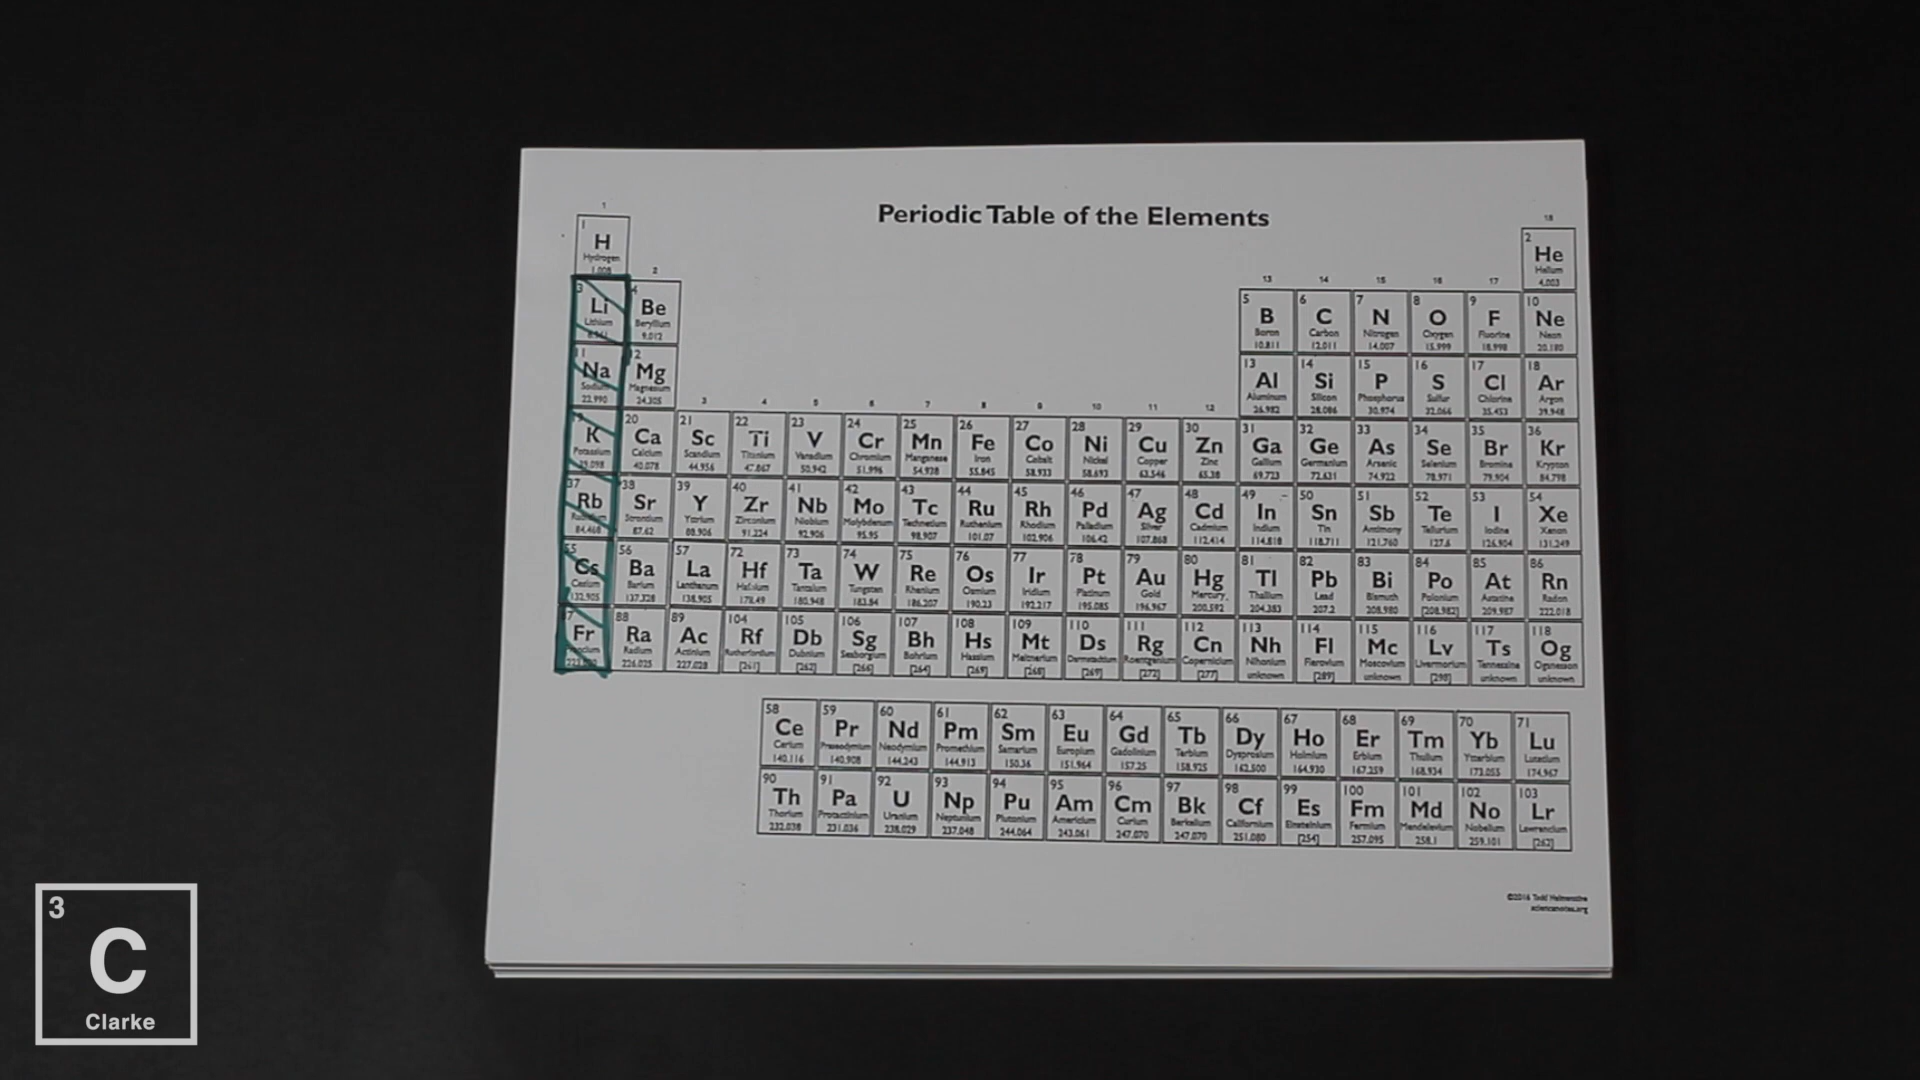 Periodic Table of the Elements
1 18
1 2
H He
Hydrogen Helium
1.008 4.003
2 13 14 15 16 17
3 4 5 6 7 8 9 10
Li Be B C N O F Ne
Lithium Beryllium Boron Carbon Nitrogen Oxygen Fluorine Neon
9.012 10.811 12.011 14.007 15.999 18.998 20.180
11 12 13 14 15 16 17 18
Na Mg Al Si P S Cl Ar
Sodium Magnesium Aluminum Silicon Phosphorus Sulfur Chlorine Argon
22.990 24.305 26.982 28.086 30.974 32.066 35.453 39.948
3 4 5 6 7 8 9 10 11 12
19 20 21 22 23 24 25 26 27 28 29 30 31 32 33 34 35 36
K Ca Sc Ti V Cr Mn Fe Co Ni Cu Zn Ga Ge As Se Br Kr
Potassium Calcium Scandium Titanium Vanadium Chromium Manganese Iron Cobalt Nickel Copper Zinc Gallium Germanium Arsenic Selenium Bromine Krypton
39.098 40.078 44.956 47.867 50.942 51.996 54.938 55.845 58.933 58.693 63.546 65.38 69.723 72.631 74.922 78.971 79.904 84.798
37 38 39 40 41 42 43 44 45 46 47 48 49 50 51 52 53 54
Rb Sr Y Zr Nb Mo Tc Ru Rh Pd Ag Cd In Sn Sb Te I Xe
Rubidium Strontium Yttrium Zirconium Niobium Molybdenum Technetium Ruthenium Rhodium Palladium Silver Cadmium Indium Tin Antimony Tellurium Iodine Xenon
84.468 87.62 88.906 91.224 92.906 95.95 98.907 101.07 102.906 106.42 107.868 112.414 114.818 118.711 121.760 127.6 126.904 131.249
55 56 57 72 73 74 75 76 77 78 79 80 81 82 83 84 85 86
Cs Ba La Hf Ta W Re Os Ir Pt Au Hg Tl Pb Bi Po At Rn
Cesium Barium Lanthanum Hafnium Tantalum Tungsten Rhenium Osmium Iridium Platinum Gold Mercury Thallium Lead Bismuth Polonium Astatine Radon
132.905 137.328 138.905 178.49 180.948 183.84 186.207 190.23 192.217 195.085 196.967 200.592 204.383 207.2 208.980 [208.982] 209.987 222.018
87 88 89 104 105 106 107 108 109 110 111 112 113 114 115 116 117 118
Fr Ra Ac Rf Db Sg Bh Hs Mt Ds Rg Cn Nh Fl Mc Lv Ts Og
Francium Radium Actinium Rutherfordium Dubnium Seaborgium Bohrium Hassium Meitnerium Darmstadtium Roentgenium Copernicium Nihonium Flerovium Moscovium Livermorium Tennessine Oganesson
226.025 227.028 [261] [262] [266] [264] [269] [268] [269] [272] [277] unknown [289] unknown [298] unknown unknown
58 59 60 61 62 63 64 65 66 67 68 69 70 71
Ce Pr Nd Pm Sm Eu Gd Tb Dy Ho Er Tm Yb Lu
Cerium Praseodymium Neodymium Promethium Samarium Europium Gadolinium Terbium Dysprosium Holmium Erbium Thulium Ytterbium Lutetium
140.116 140.908 144.243 144.913 150.36 151.964 157.25 158.925 162.500 164.930 167.259 168.934 173.055 174.967
90 91 92 93 94 95 96 97 98 99 100 101 102 103
Th Pa U Np Pu Am Cm Bk Cf Es Fm Md No Lr
Thorium Protactinium Uranium Neptunium Plutonium Americium Curium Berkelium Californium Einsteinium Fermium Mendelevium Nobelium Lawrencium
232.038 231.036 238.029 237.048 244.064 243.061 247.070 247.070 251.080 [254] 257.095 258.1 259.101 [262]
©2016 Todd Helmenstine
sciencenotes.org
3
C
Clarke